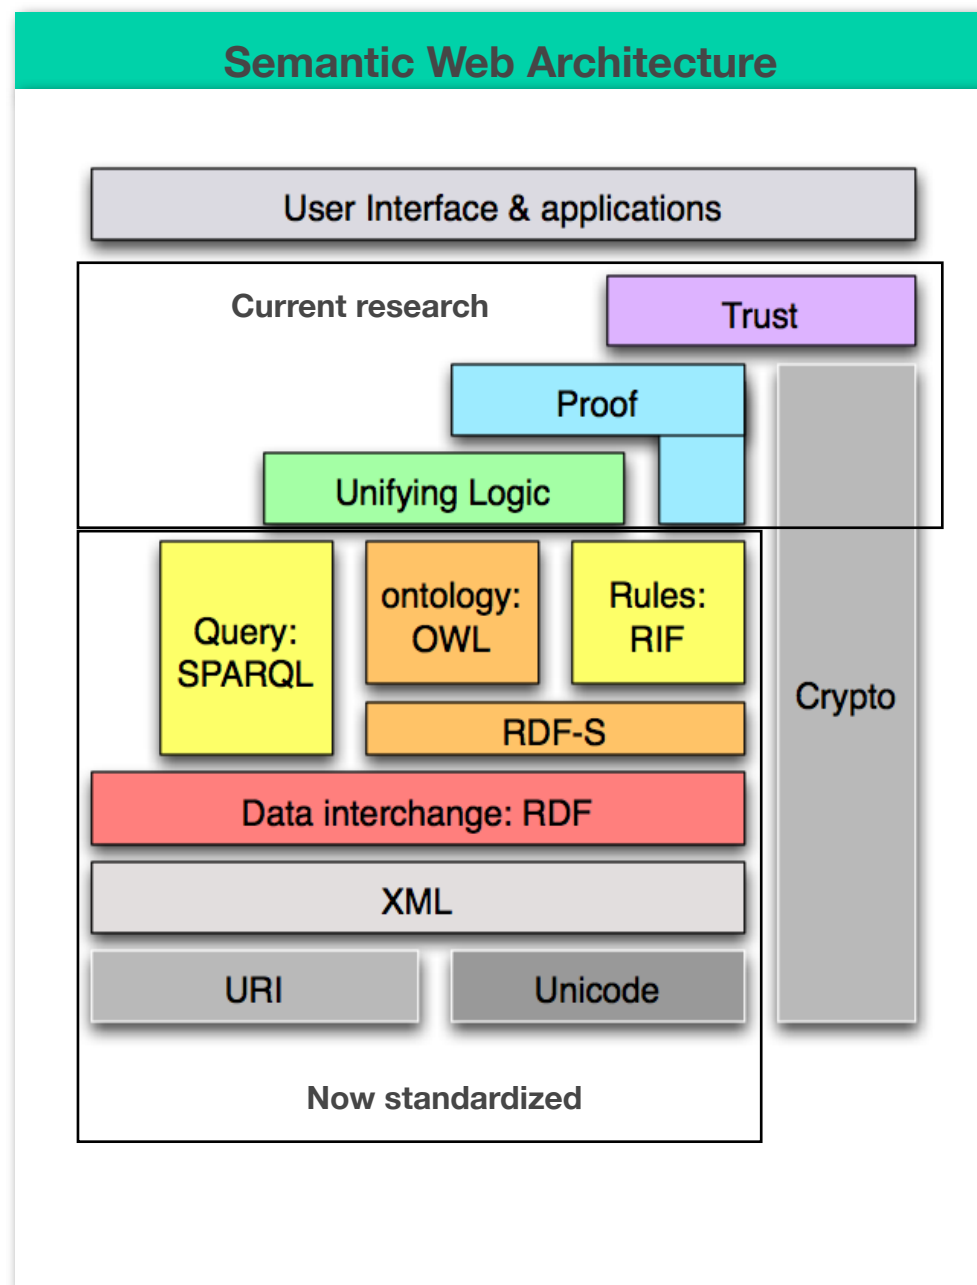 Semantic Web Architecture
User Interface & applications
Current research
Trust
Proof
Unifying Logic
Query:
SPARQL
ontology:
OWL
Rules:
RIF
Crypto
RDF-S
Data interchange: RDF
XML
URI
Unicode
Now standardized